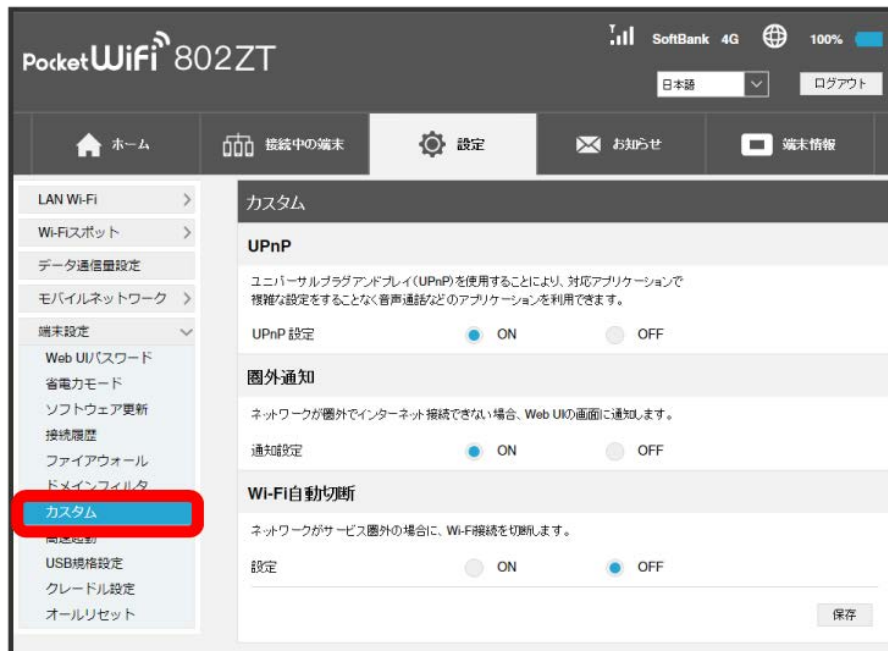 PocketWiFi 802ZT
SoftBank 4G 100%
日本語
ログアウト
ホーム
接続中の端末
設定
お知らせ
端末情報
LAN Wi-Fi
Wi-Fiスポット
データ通信量設定
モバイルネットワーク
端末設定
Web UIパスワード
省電力モード
ソフトウェア更新
接続履歴
ファイアウォール
ドメインフィルタ
カスタム
高速起動
USB規格設定
クレードル設定
オールリセット
カスタム
UPnP
ユニバーサルプラグアンドプレイ(UPnP)を使用することにより、対応アプリケーションで
複雑な設定をすることなく音声通話などのアプリケーションを利用できます。
UPnP 設定 ON OFF
圏外通知
ネットワークが圏外でインターネット接続できない場合、Web UIの画面に通知します。
通知設定 ON OFF
Wi-Fi自動切断
ネットワークがサービス圏外の場合に、Wi-Fi接続を切断します。
設定 ON OFF
保存